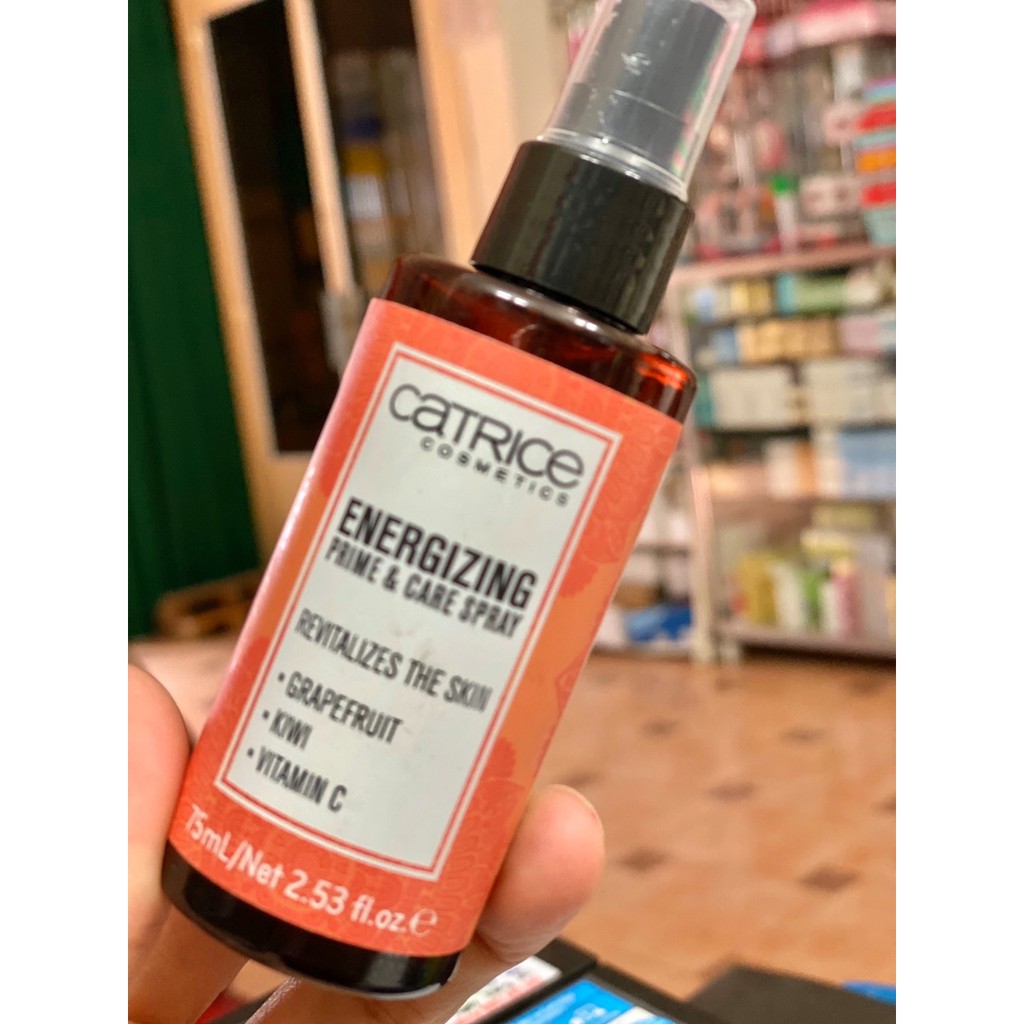 CATRICE
COSMETICS
ENERGIZING
PRIME & CARE SPRAY
REVITALIZES THE SKIN
• GRAPEFRUIT
• KIWI
• VITAMIN C
75mL/Net 2.53 fl.oz.℮